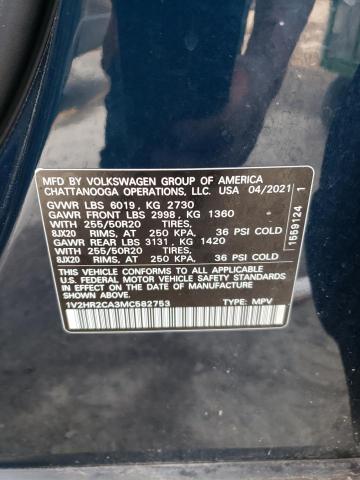 MFD BY VOLKSWAGEN GROUP OF AMERICA
CHATTANOOGA OPERATIONS, LLC. USA 04/2021
GVWR LBS 6019, KG 2730
GAWR FRONT LBS 2998, KG 1360
WITH 255/50R20 TIRES,
8JX20 RIMS, AT 250 KPA, 36 PSI COLD
GAWR REAR LBS 3131, KG 1420
WITH 255/50R20 TIRES,
8JX20 RIMS, AT 250 KPA, 36 PSI COLD
THIS VEHICLE CONFORMS TO ALL APPLICABLE
U.S. FEDERAL MOTOR VEHICLE SAFETY STANDARDS
IN EFFECT ON THE DATE OF MANUFACTURE
SHOWN ABOVE.
1V2HR2CA3MC582753 TYPE: MPV
1559124 1